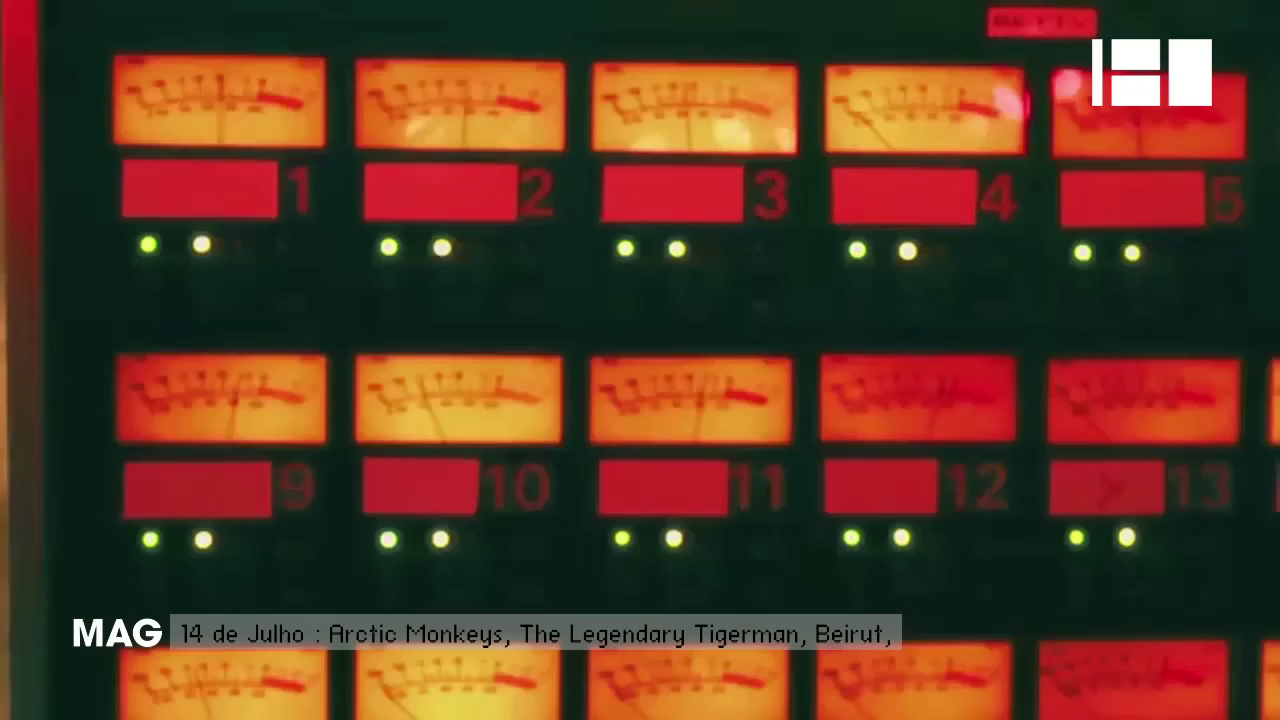 1 2 3 4 5
9 10 11 12 13
MAG 14 de Julho : Arctic Monkeys, The Legendary Tigerman, Beirut,